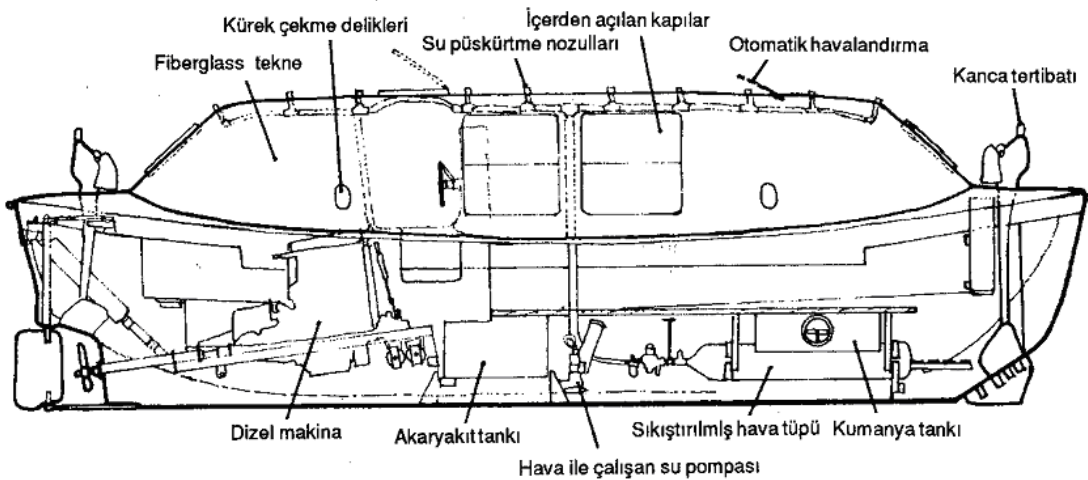 Kürek çekme delikleri
İçerden açılan kapılar
Su püskürtme nozulları
Otomatik havalandırma
Fiberglass tekne
Kanca tertibatı
Dizel makina
Akaryakıt tankı
Sıkıştırılmış hava tüpü
Kumanya tankı
Hava ile çalışan su pompası